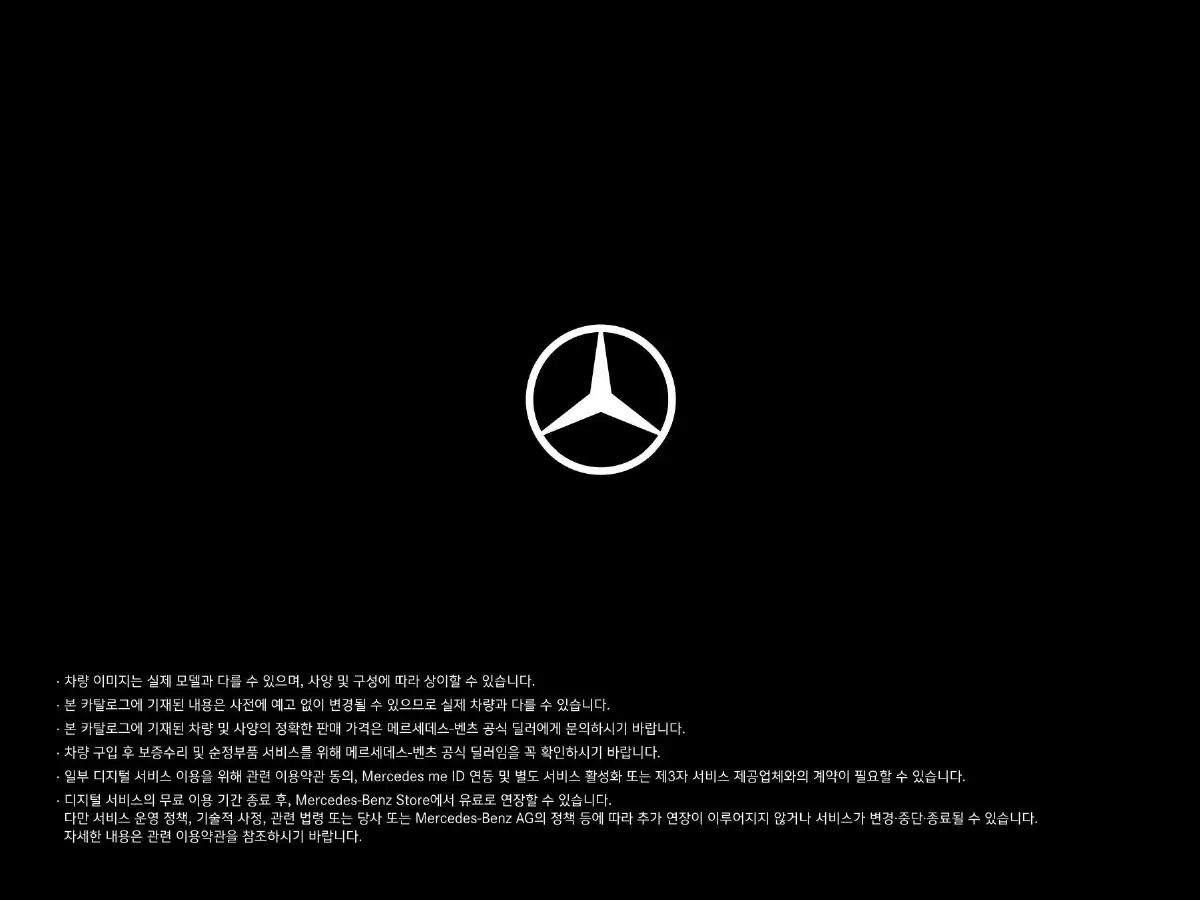 · 차량 이미지는 실제 모델과 다를 수 있으며, 사양 및 구성에 따라 상이할 수 있습니다.
· 본 카탈로그에 기재된 내용은 사전에 예고 없이 변경될 수 있으므로 실제 차량과 다를 수 있습니다.
· 본 카탈로그에 기재된 차량 및 사양의 정확한 판매 가격은 메르세데스-벤츠 공식 딜러에게 문의하시기 바랍니다.
· 차량 구입 후 보증수리 및 순정부품 서비스를 위해 메르세데스-벤츠 공식 딜러임을 꼭 확인하시기 바랍니다.
· 일부 디지털 서비스 이용을 위해 관련 이용약관 동의, Mercedes me ID 연동 및 별도 서비스 활성화 또는 제3자 서비스 제공업체와의 계약이 필요할 수 있습니다.
· 디지털 서비스의 무료 이용 기간 종료 후, Mercedes-Benz Store에서 유료로 연장할 수 있습니다.
다만 서비스 운영 정책, 기술적 사정, 관련 법령 또는 당사 또는 Mercedes-Benz AG의 정책 등에 따라 추가 연장이 이루어지지 않거나 서비스가 변경·중단·종료될 수 있습니다.
자세한 내용은 관련 이용약관을 참조하시기 바랍니다.